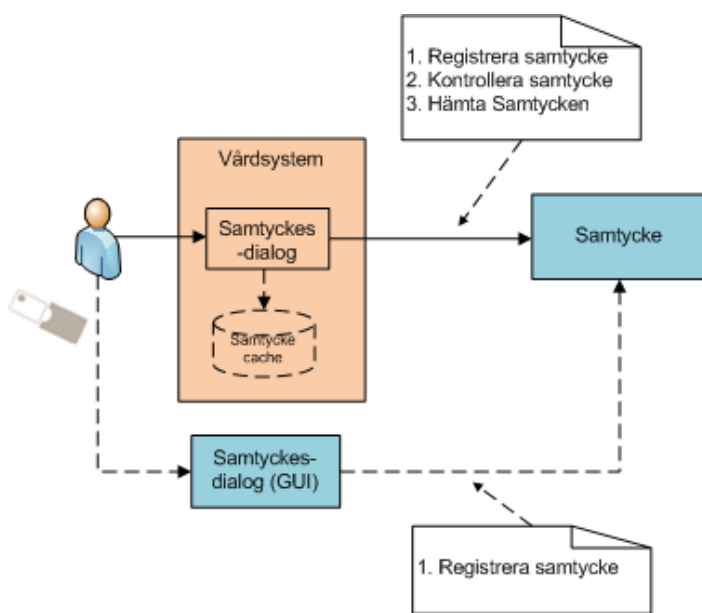 1. Registrera samtycke
2. Kontrollera samtycke
3. Hämta Samtycken
Vårdsystem
Samtyckes
-dialog
Samtycke
Samtycke
cache
Samtyckes-
dialog (GUI)
1. Registrera samtycke